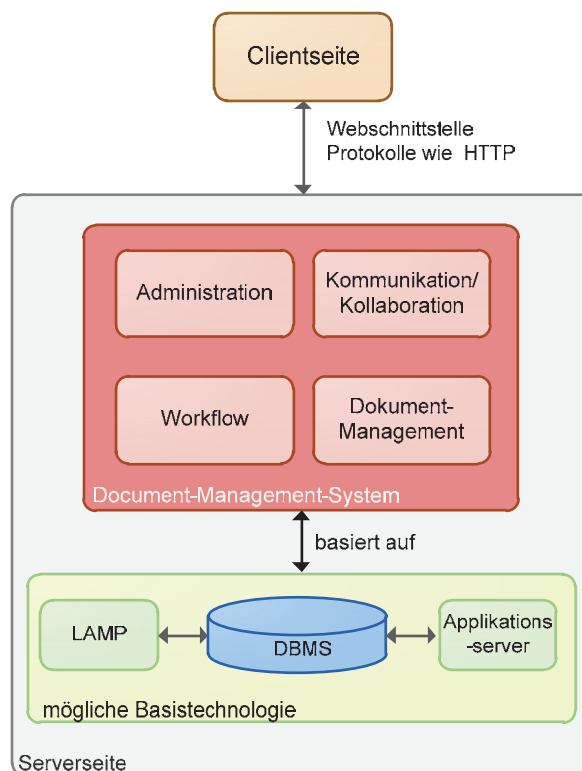 Clientseite
Webschnittstelle
Protokolle wie HTTP
Administration
Kommunikation/
Kollaboration
Workflow
Dokument-
Management
Document-Management-System
basiert auf
LAMP
DBMS
Applikations
-server
mögliche Basistechnologie
Serverseite